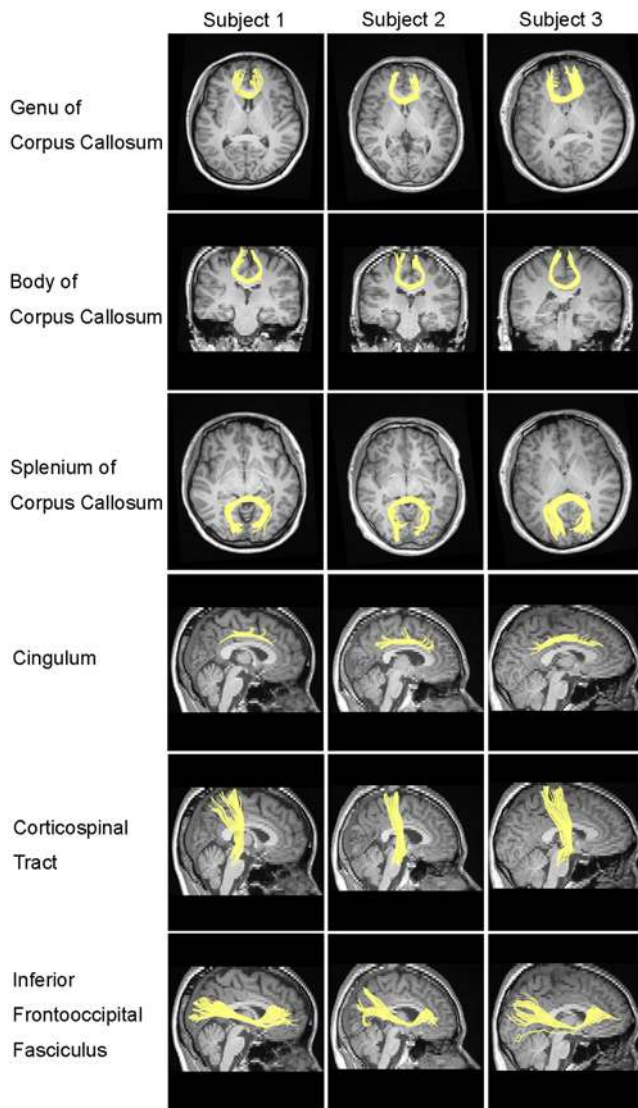 Subject 1 Subject 2 Subject 3
Genu of
Corpus Callosum
Body of
Corpus Callosum
Splenium of
Corpus Callosum
Cingulum
Corticospinal
Tract
Inferior
Frontooccipital
Fasciculus